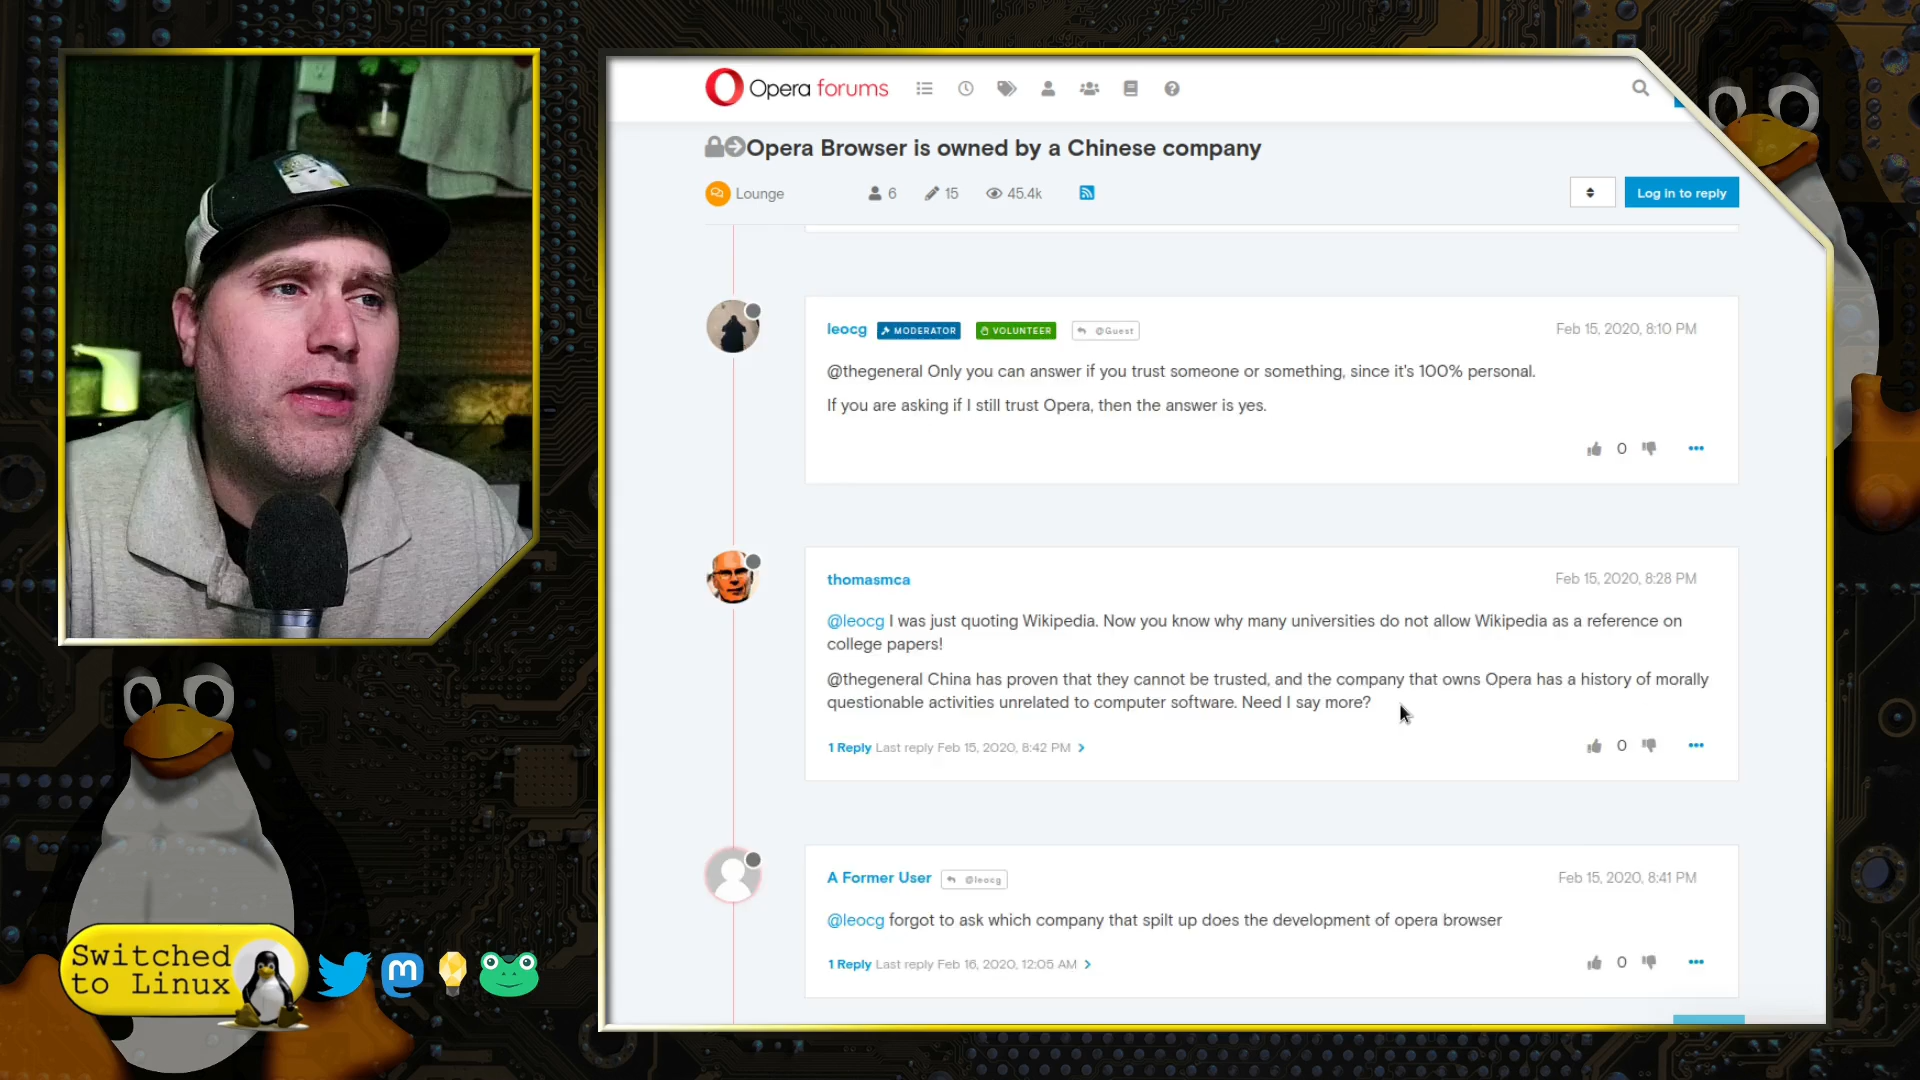 Opera forums
Opera Browser is owned by a Chinese company
Lounge 6 15 45.4k
Log in to reply
leocg MODERATOR VOLUNTEER @Guest Feb 15, 2020, 8:10 PM
@thegeneral Only you can answer if you trust someone or something, since it's 100% personal.
If you are asking if I still trust Opera, then the answer is yes.
0
thomasmca Feb 15, 2020, 8:28 PM
@leocg I was just quoting Wikipedia. Now you know why many universities do not allow Wikipedia as a reference on
college papers!
@thegeneral China has proven that they cannot be trusted, and the company that owns Opera has a history of morally
questionable activities unrelated to computer software. Need I say more?
1 Reply Last reply Feb 15, 2020, 8:42 PM
0
A Former User @leocg Feb 15, 2020, 8:41 PM
@leocg forgot to ask which company that spilt up does the development of opera browser
1 Reply Last reply Feb 16, 2020, 12:05 AM
0
Switched
to Linux